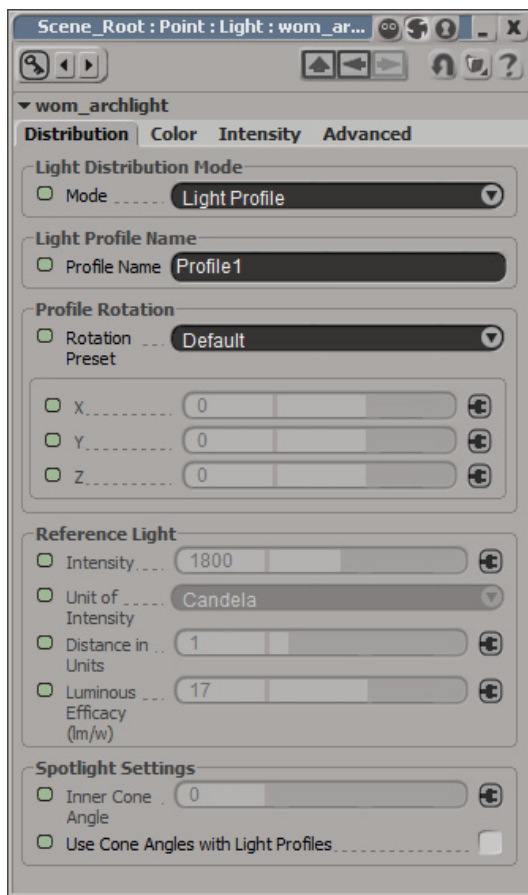 Scene_Root : Point : Light : wom_ar...
wom_archlight
Distribution Color Intensity Advanced
Light Distribution Mode
Mode Light Profile
Light Profile Name
Profile Name Profile1
Profile Rotation
Rotation Default
Preset
X 0
Y 0
Z 0
Reference Light
Intensity 1800
Unit of Candela
Intensity
Distance in 1
Units
Luminous 17
Efficacy
(lm/w)
Spotlight Settings
Inner Cone 0
Angle
Use Cone Angles with Light Profiles